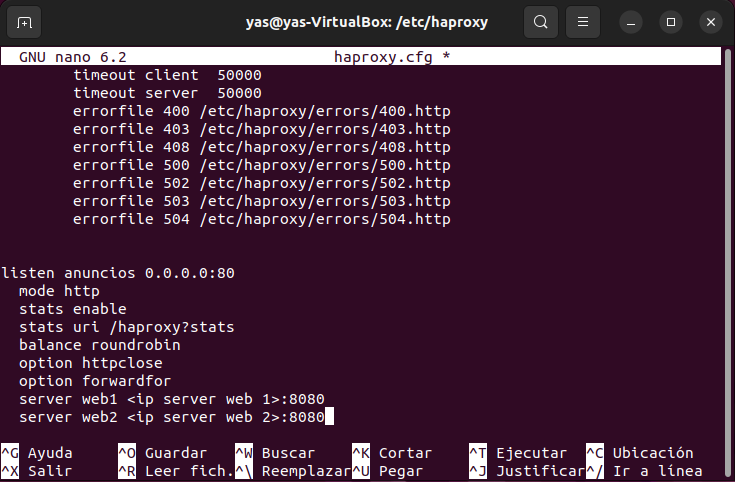 yas@yas-VirtualBox: /etc/haproxy
GNU nano 6.2 haproxy.cfg *
timeout client 50000
timeout server 50000
errorfile 400 /etc/haproxy/errors/400.http
errorfile 403 /etc/haproxy/errors/403.http
errorfile 408 /etc/haproxy/errors/408.http
errorfile 500 /etc/haproxy/errors/500.http
errorfile 502 /etc/haproxy/errors/502.http
errorfile 503 /etc/haproxy/errors/503.http
errorfile 504 /etc/haproxy/errors/504.http
listen anuncios 0.0.0.0:80
mode http
stats enable
stats uri /haproxy?stats
balance roundrobin
option httpclose
option forwardfor
server web1 <ip server web 1>:8080
server web2 <ip server web 2>:8080
^G Ayuda ^O Guardar ^W Buscar ^K Cortar ^T Ejecutar ^C Ubicación
^X Salir ^R Leer fich. ^\ Reemplazar ^U Pegar ^J Justificar ^/ Ir a línea